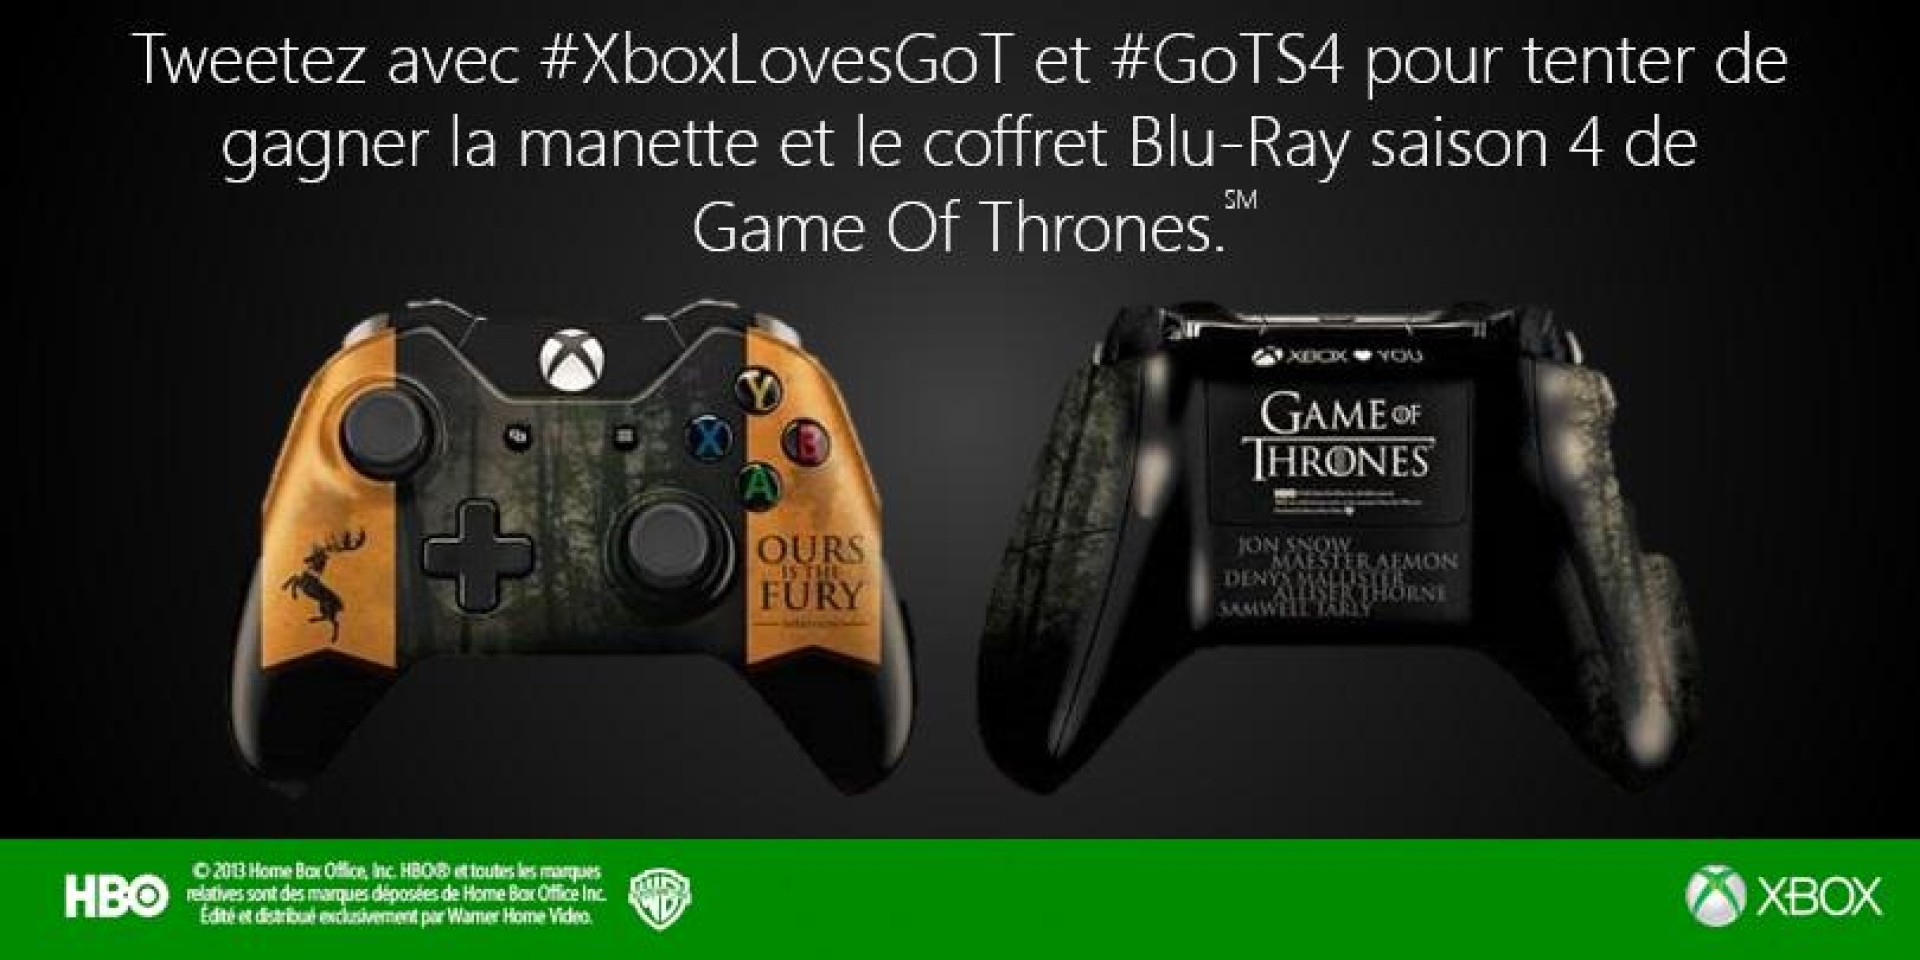 Tweetez avec #XboxLovesGoT et #GoTS4 pour tenter de
gagner la manette et le coffret Blu-Ray saison 4 de
Game Of Thrones.℠
Y
X
B
A
OURS
IS THE
FURY
XBOX ❤ YOU
GAME OF
THRONES
HBO
JON SNOW
MAESTER AEMON
DENYS MALLISTER
ALLISER THORNE
SAMWELL TARLY
HBO
© 2013 Home Box Office, Inc. HBO® et toutes les marques
relatives sont des marques déposées de Home Box Office Inc.
Édité et distribué exclusivement par Warner Home Video.
WB
XBOX